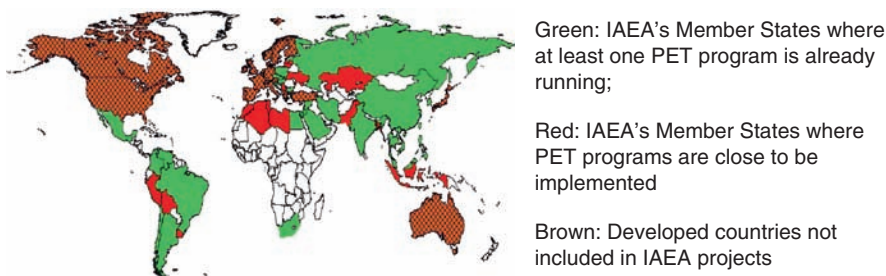 Green: IAEA's Member States where
at least one PET program is already
running;
Red: IAEA's Member States where
PET programs are close to be
implemented
Brown: Developed countries not
included in IAEA projects